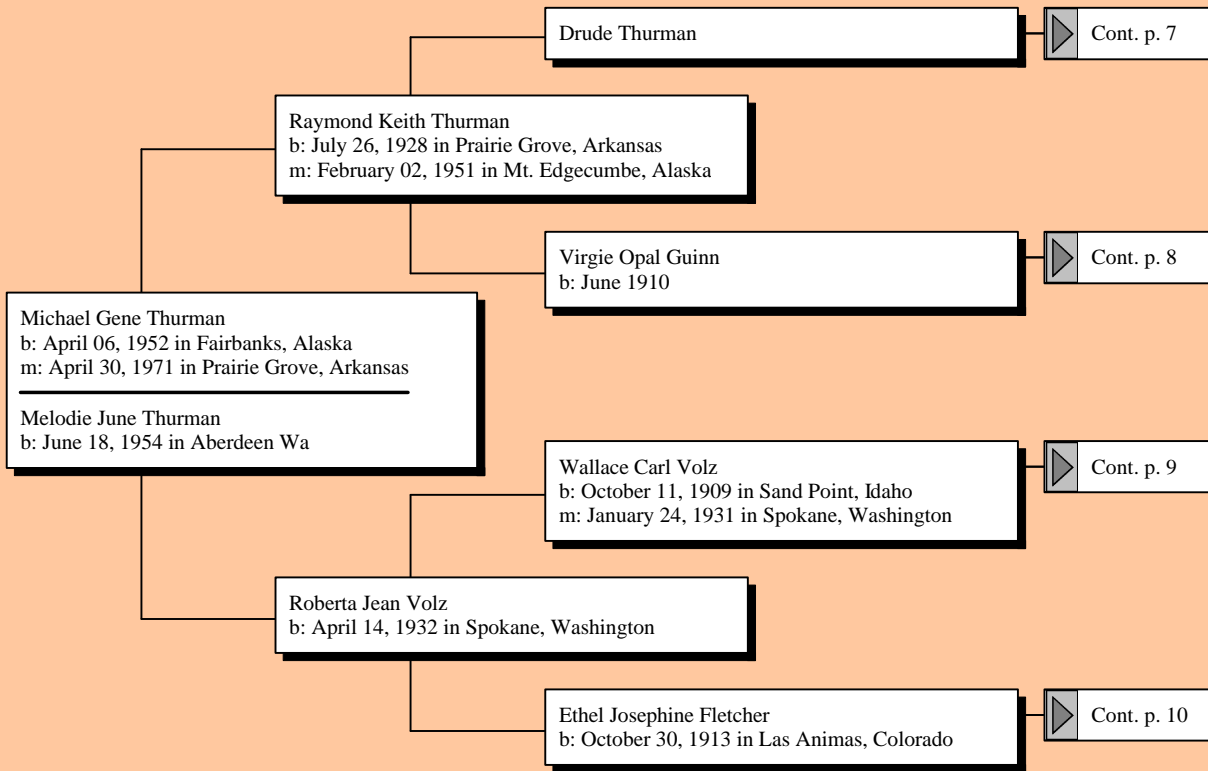 Drude Thurman
Cont. p. 7
Raymond Keith Thurman
b: July 26, 1928 in Prairie Grove, Arkansas
m: February 02, 1951 in Mt. Edgecumbe, Alaska
Virgie Opal Guinn
b: June 1910
Cont. p. 8
Michael Gene Thurman
b: April 06, 1952 in Fairbanks, Alaska
m: April 30, 1971 in Prairie Grove, Arkansas
Melodie June Thurman
b: June 18, 1954 in Aberdeen Wa
Wallace Carl Volz
b: October 11, 1909 in Sand Point, Idaho
m: January 24, 1931 in Spokane, Washington
Cont. p. 9
Roberta Jean Volz
b: April 14, 1932 in Spokane, Washington
Ethel Josephine Fletcher
b: October 30, 1913 in Las Animas, Colorado
Cont. p. 10